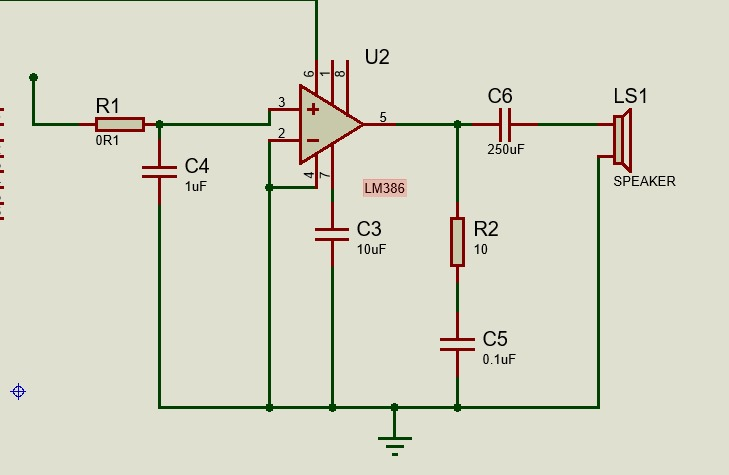 U2
6
1
8
R1
0R1
3
2
5
C6
250uF
LS1
SPEAKER
C4
1uF
4
7
LM386
C3
10uF
R2
10
C5
0.1uF